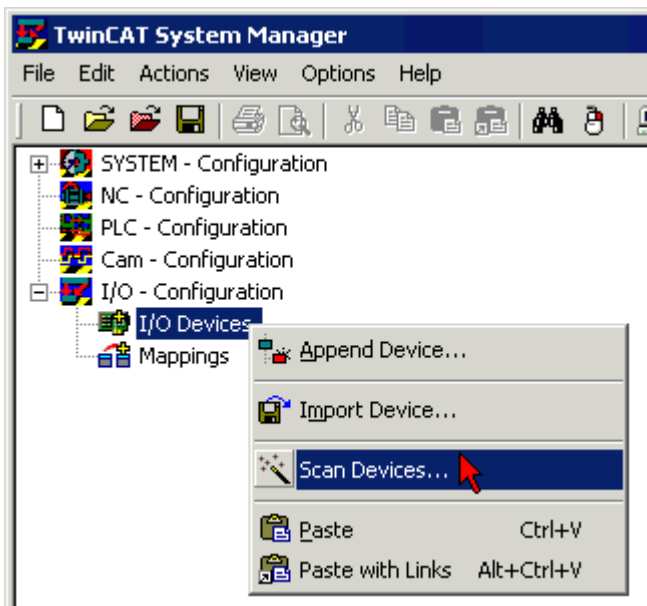 TwinCAT System Manager
File Edit Actions View Options Help
SYSTEM - Configuration
NC - Configuration
PLC - Configuration
Cam - Configuration
I/O - Configuration
I/O Devices
Mappings
Append Device...
Import Device...
Scan Devices...
Paste Ctrl+V
Paste with Links Alt+Ctrl+V